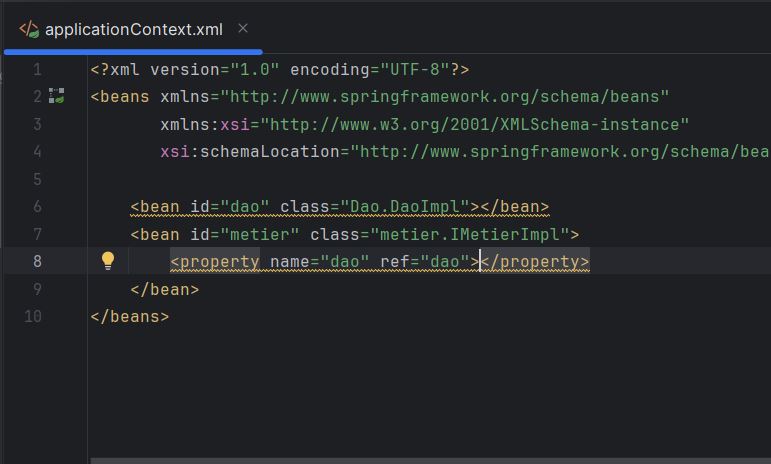 applicationContext.xml
1 <?xml version="1.0" encoding="UTF-8"?>
2 <beans xmlns="http://www.springframework.org/schema/beans"
3 xmlns:xsi="http://www.w3.org/2001/XMLSchema-instance"
4 xsi:schemaLocation="http://www.springframework.org/schema/bea
5
6 <bean id="dao" class="Dao.DaoImpl"></bean>
7 <bean id="metier" class="metier.IMetierImpl">
8 <property name="dao" ref="dao"></property>
9 </bean>
10 </beans>